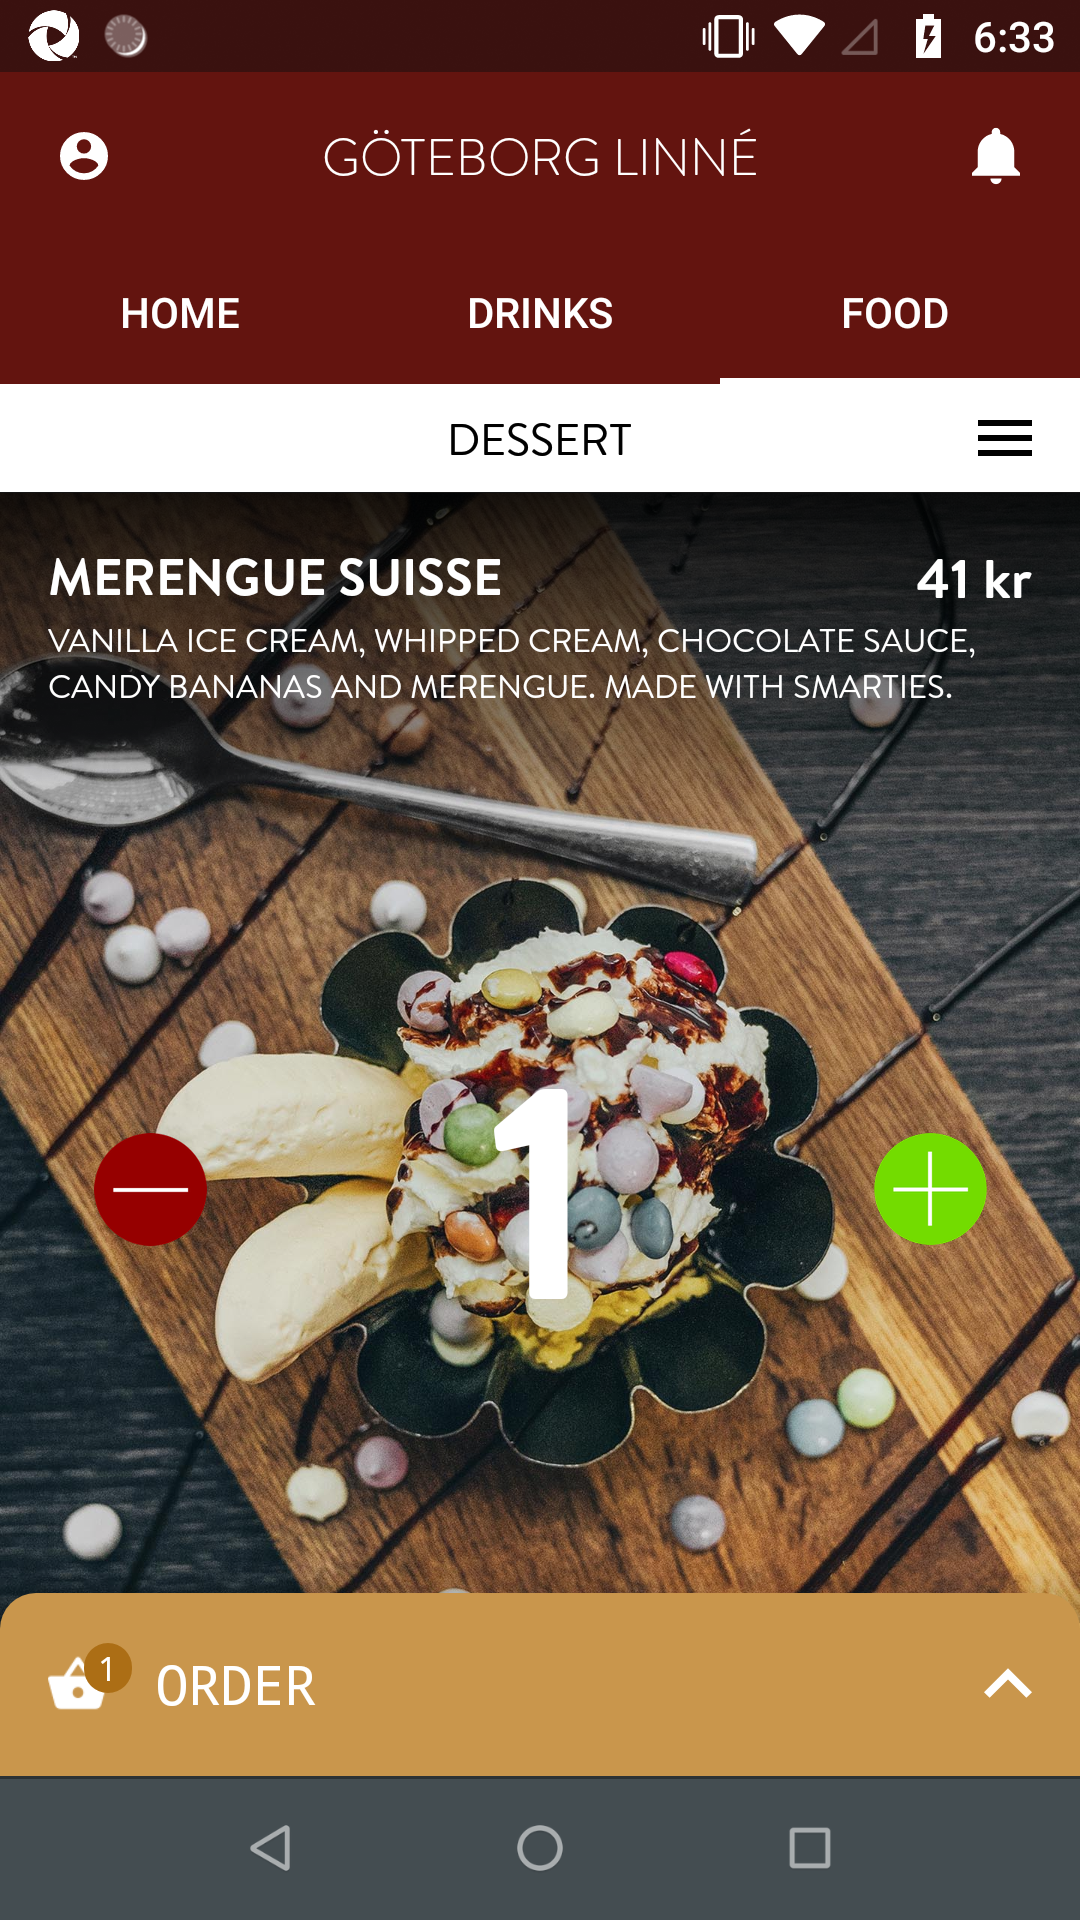 6:33
GÖTEBORG LINNÉ
HOME
DRINKS
FOOD
DESSERT
MERENGUE SUISSE
41 kr
VANILLA ICE CREAM, WHIPPED CREAM, CHOCOLATE SAUCE,
CANDY BANANAS AND MERENGUE. MADE WITH SMARTIES.
1
1
ORDER